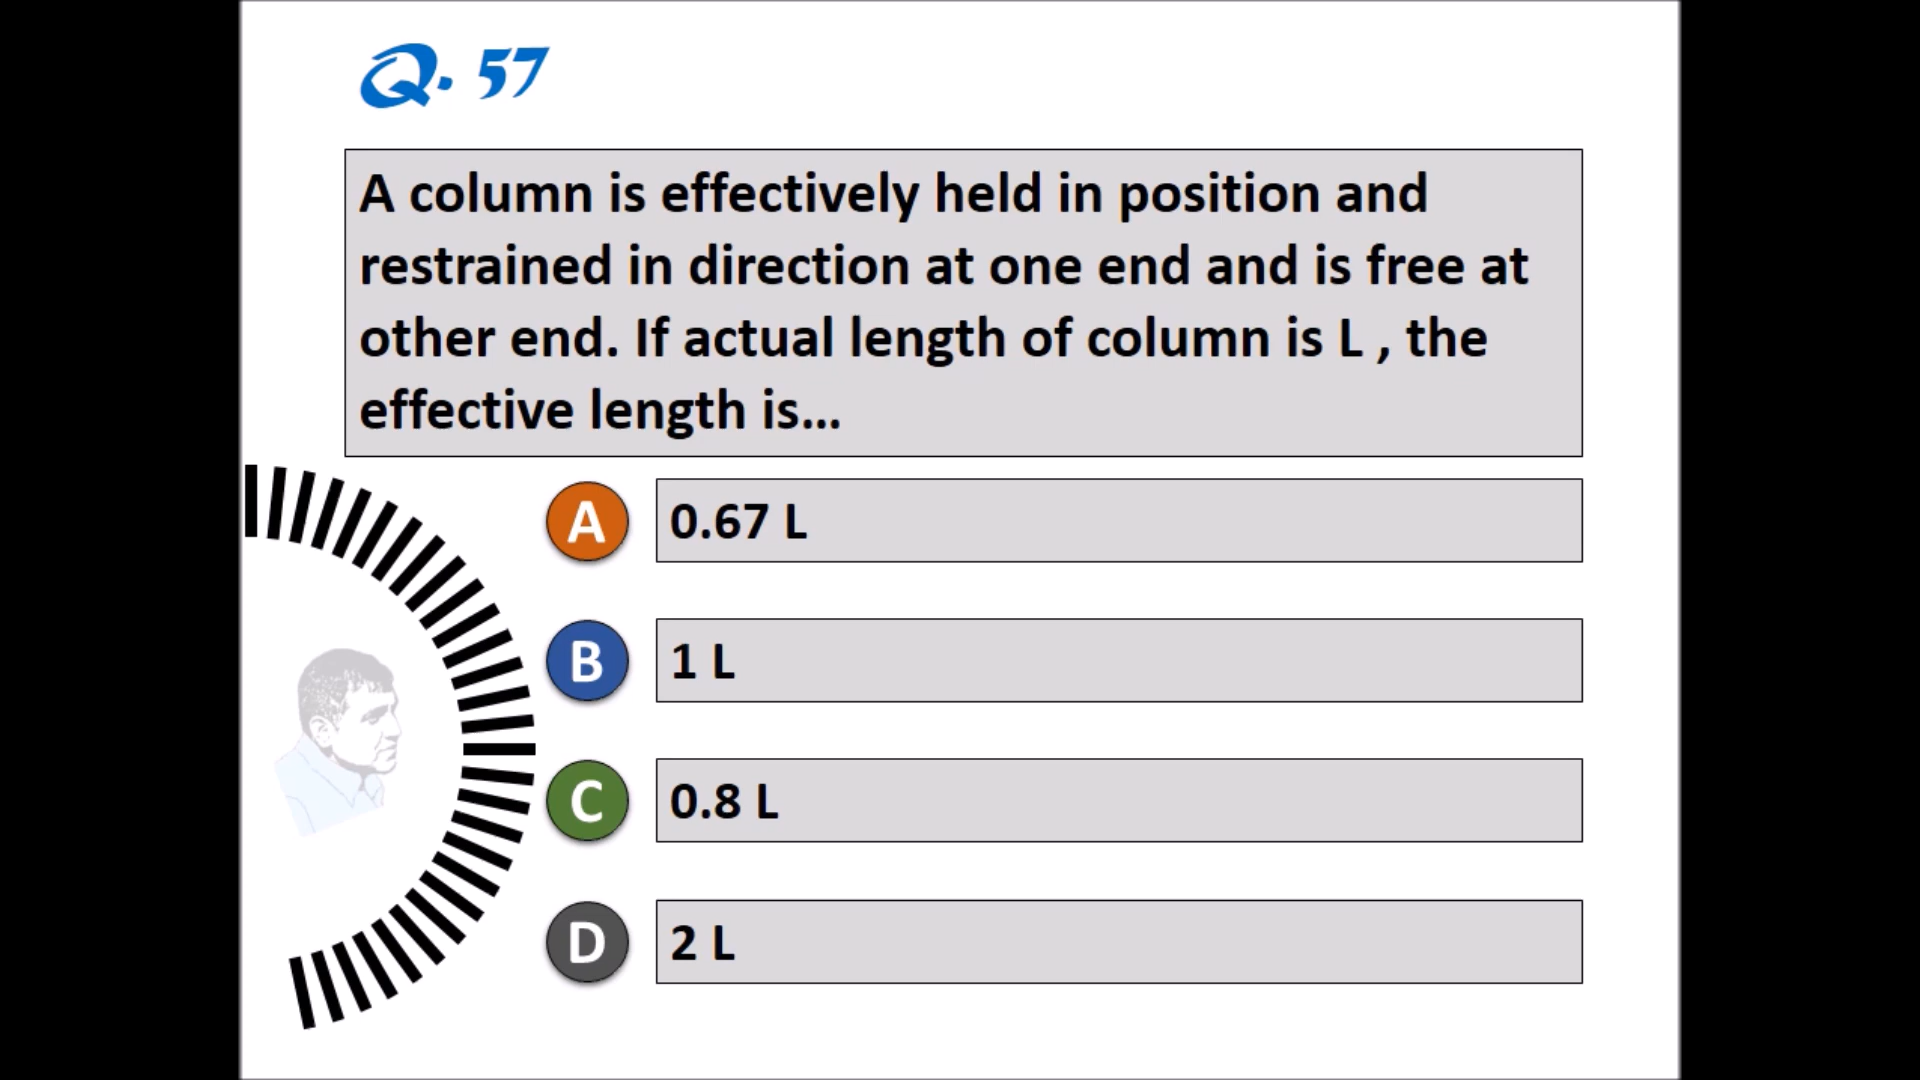 Q. 57
A column is effectively held in position and
restrained in direction at one end and is free at
other end. If actual length of column is L , the
effective length is...
A 0.67 L
B 1 L
C 0.8 L
D 2 L